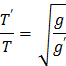 T'/T = √(g/g')